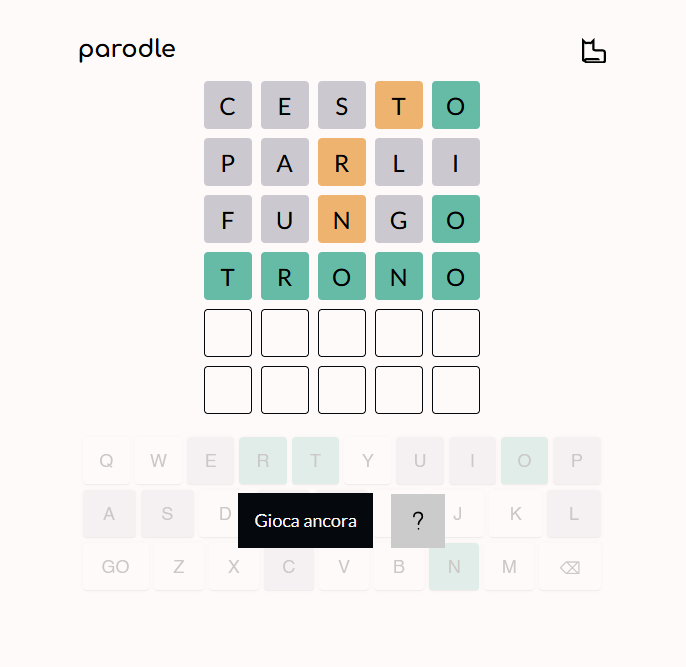 parodle
C E S T O
P A R L I
F U N G O
T R O N O
Q W E R T Y U I O P
A S D J K L
Gioca ancora ?
GO Z X C V B N M ⌫